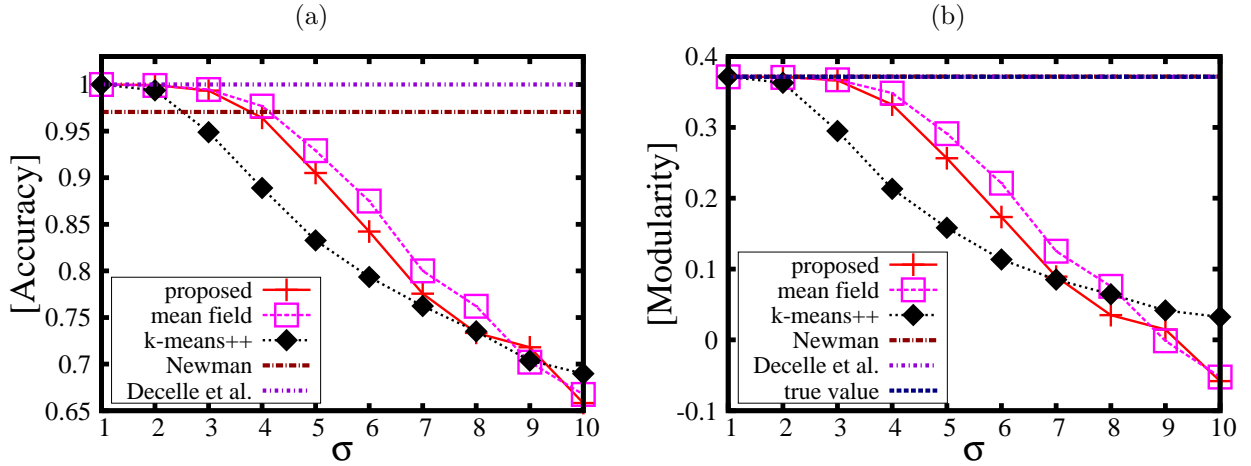 (a)
[Accuracy]
1
0.95
0.9
0.85
0.8
0.75
0.7
0.65
proposed
mean field
k-means++
Newman
Decelle et al.
1 2 3 4 5 6 7 8 9 10
σ
(b)
[Modularity]
0.4
0.3
0.2
0.1
0
-0.1
proposed
mean field
k-means++
Newman
Decelle et al.
true value
1 2 3 4 5 6 7 8 9 10
σ